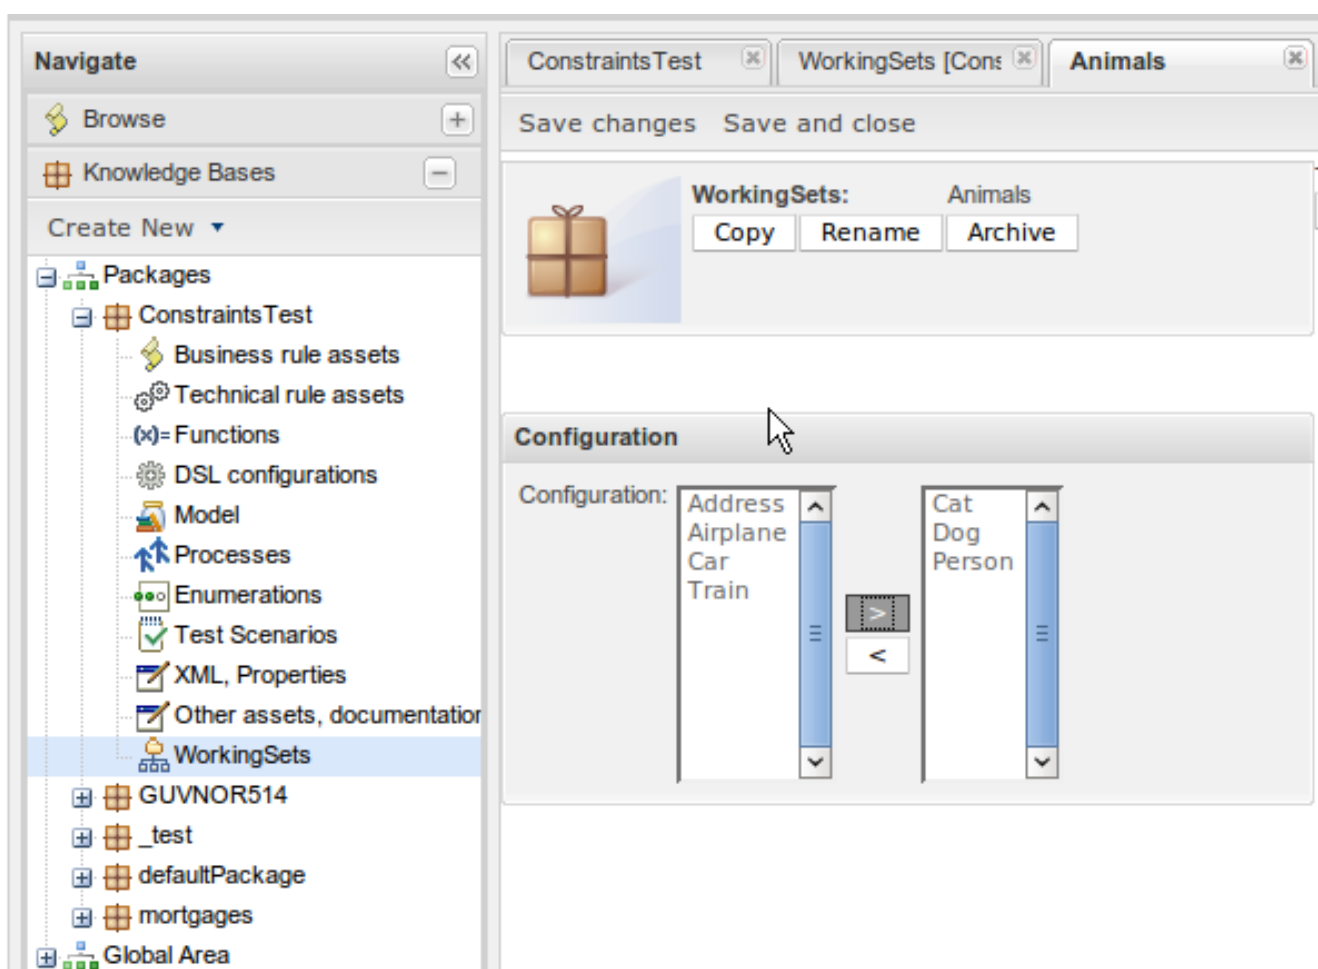 Navigate
Browse
Knowledge Bases
Create New
Packages
ConstraintsTest
Business rule assets
Technical rule assets
(x)= Functions
DSL configurations
Model
Processes
Enumerations
Test Scenarios
XML, Properties
Other assets, documentation
WorkingSets
GUVNOR514
_test
defaultPackage
mortgages
Global Area
ConstraintsTest WorkingSets [Cons Animals
Save changes Save and close
WorkingSets: Animals
Copy Rename Archive
Configuration
Configuration:
Address
Airplane
Car
Train
>
<
Cat
Dog
Person